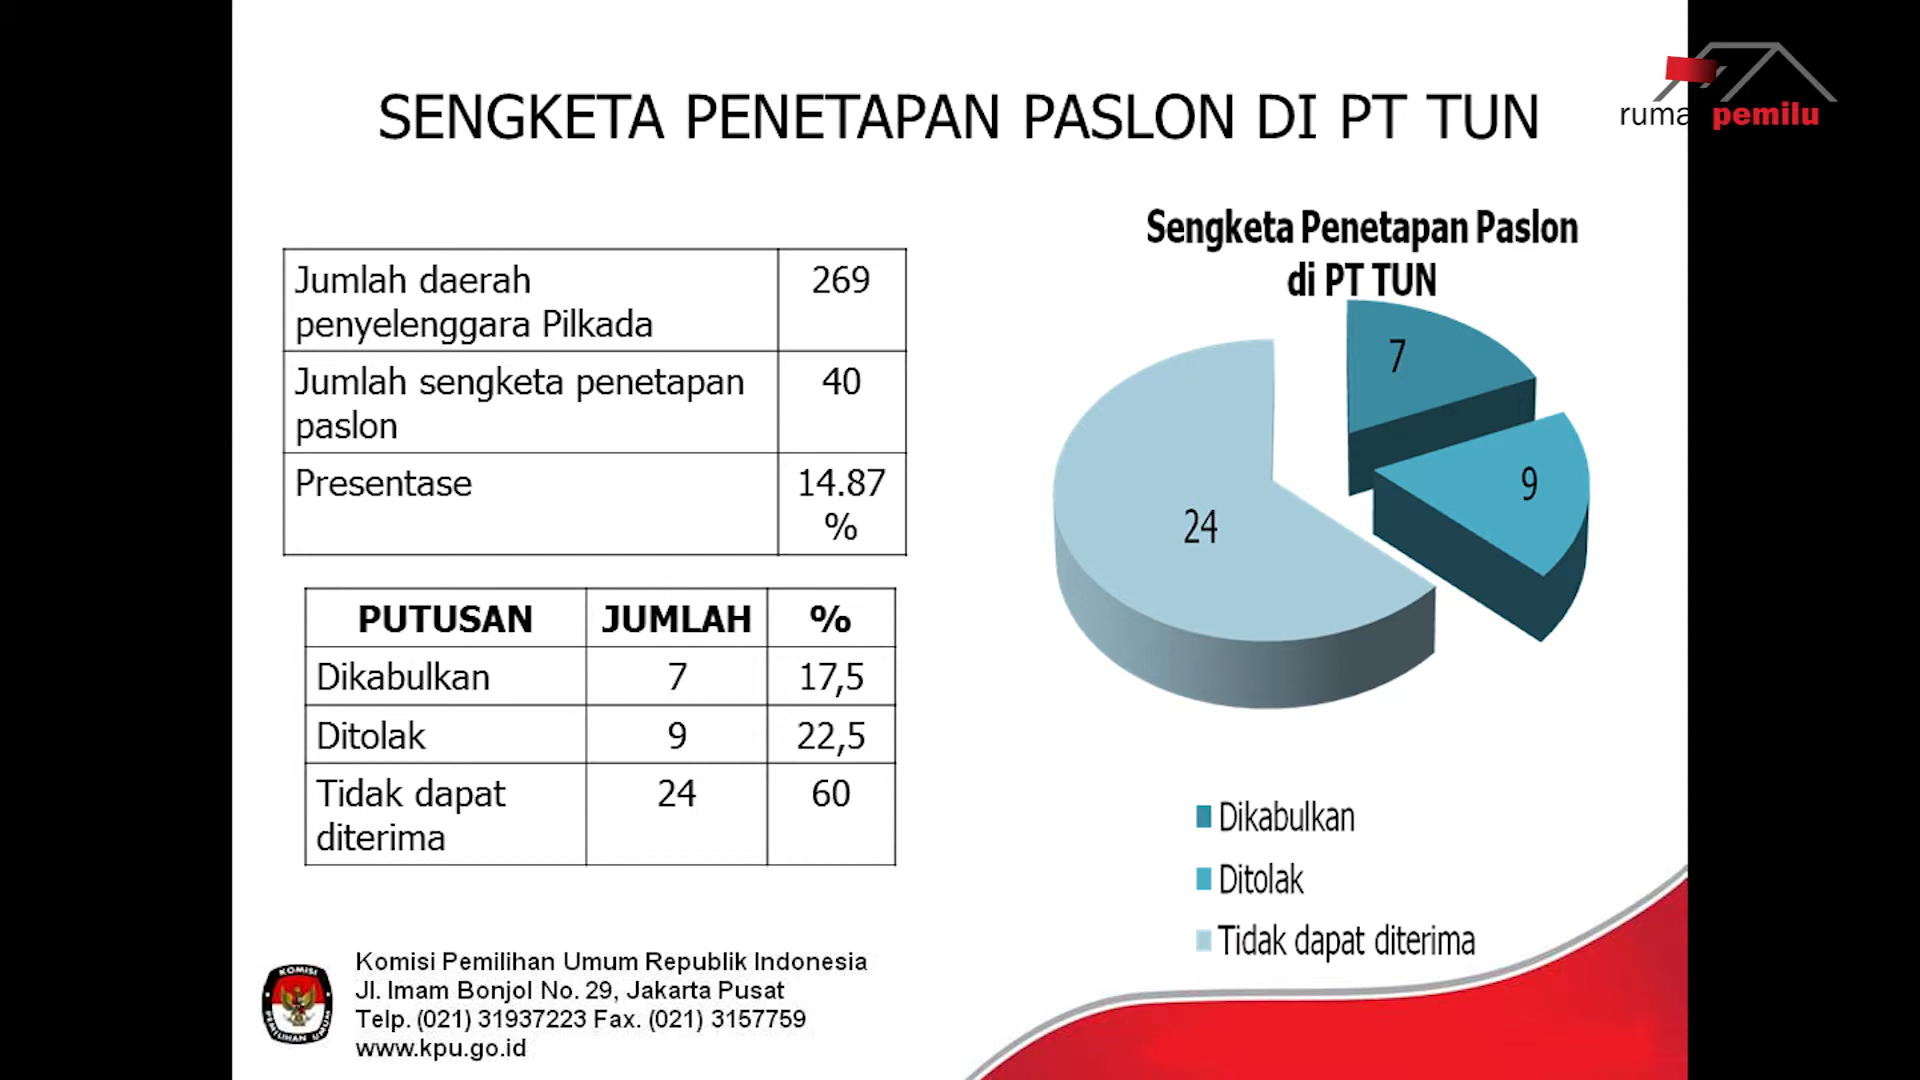 SENGKETA PENETAPAN PASLON DI PT TUN
ruma pemilu
Jumlah daerah
penyelenggara Pilkada
269
Jumlah sengketa penetapan
paslon
40
Presentase
14.87
%
PUTUSAN JUMLAH %
Dikabulkan 7 17,5
Ditolak 9 22,5
Tidak dapat
diterima
24 60
Sengketa Penetapan Paslon
di PT TUN
7
9
24
Dikabulkan
Ditolak
Tidak dapat diterima
KOMISI
PEMILIHAN UMUM
Komisi Pemilihan Umum Republik Indonesia
Jl. Imam Bonjol No. 29, Jakarta Pusat
Telp. (021) 31937223 Fax. (021) 3157759
www.kpu.go.id